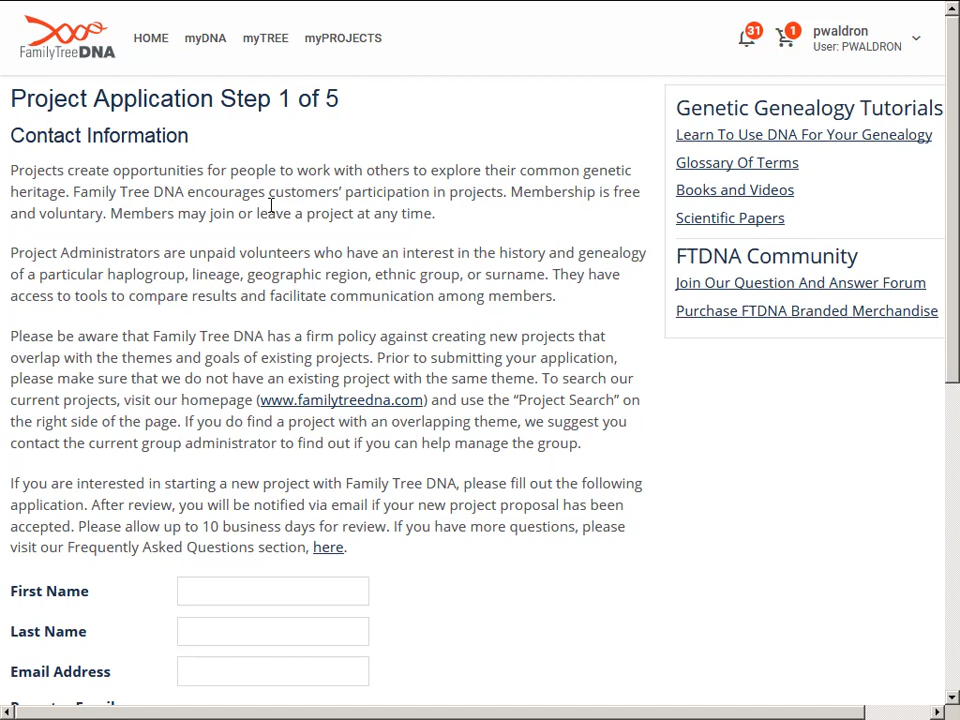 FamilyTreeDNA
HOME myDNA myTREE myPROJECTS
31
1
pwaldron
User: PWALDRON
Project Application Step 1 of 5
Contact Information
Projects create opportunities for people to work with others to explore their common genetic
heritage. Family Tree DNA encourages customers’ participation in projects. Membership is free
and voluntary. Members may join or leave a project at any time.
Project Administrators are unpaid volunteers who have an interest in the history and genealogy
of a particular haplogroup, lineage, geographic region, ethnic group, or surname. They have
access to tools to compare results and facilitate communication among members.
Please be aware that Family Tree DNA has a firm policy against creating new projects that
overlap with the themes and goals of existing projects. Prior to submitting your application,
please make sure that we do not have an existing project with the same theme. To search our
current projects, visit our homepage (www.familytreedna.com) and use the “Project Search” on
the right side of the page. If you do find a project with an overlapping theme, we suggest you
contact the current group administrator to find out if you can help manage the group.
If you are interested in starting a new project with Family Tree DNA, please fill out the following
application. After review, you will be notified via email if your new project proposal has been
accepted. Please allow up to 10 business days for review. If you have more questions, please
visit our Frequently Asked Questions section, here.
First Name
Last Name
Email Address
Genetic Genealogy Tutorials
Learn To Use DNA For Your Genealogy
Glossary Of Terms
Books and Videos
Scientific Papers
FTDNA Community
Join Our Question And Answer Forum
Purchase FTDNA Branded Merchandise